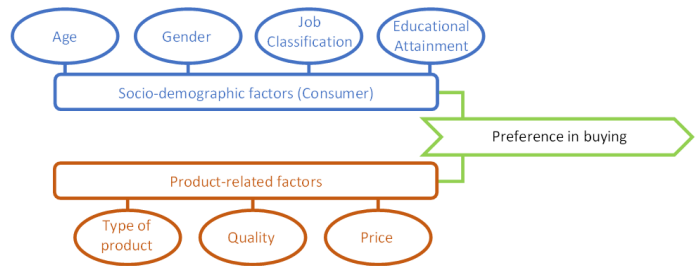 Age
Gender
Job
Classification
Educational
Attainment
Socio-demographic factors (Consumer)
Preference in buying
Product-related factors
Type of
product
Quality
Price